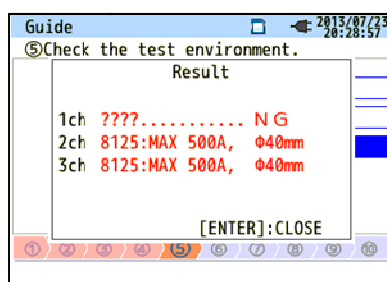 Guide 2013/07/23
20:28:57
⑤Check the test environment.
Result
1ch ????........... NG
2ch 8125:MAX 500A, Φ40mm
3ch 8125:MAX 500A, Φ40mm
[ENTER]:CLOSE
① ② ③ ④ ⑤ ⑥ ⑦ ⑧ ⑨ ⑩